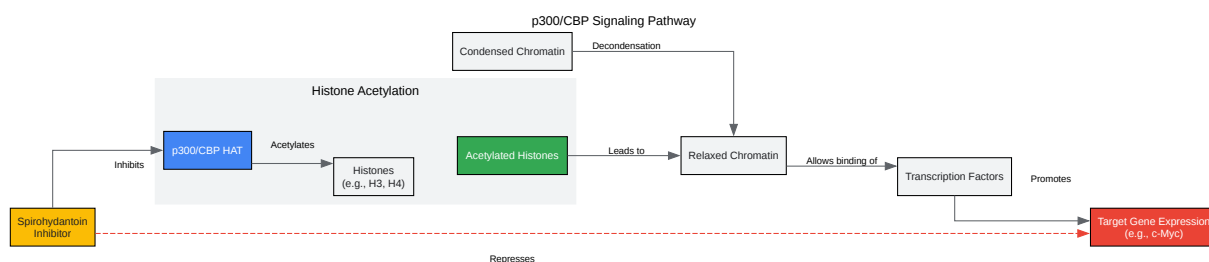 p300/CBP Signaling Pathway
Condensed Chromatin
Decondensation
Histone Acetylation
p300/CBP HAT
Acetylates
Histones
(e.g., H3, H4)
Acetylated Histones
Leads to
Relaxed Chromatin
Allows binding of
Transcription Factors
Promotes
Inhibits
Spirohydantoin
Inhibitor
Target Gene Expression
(e.g., c-Myc)
Represses